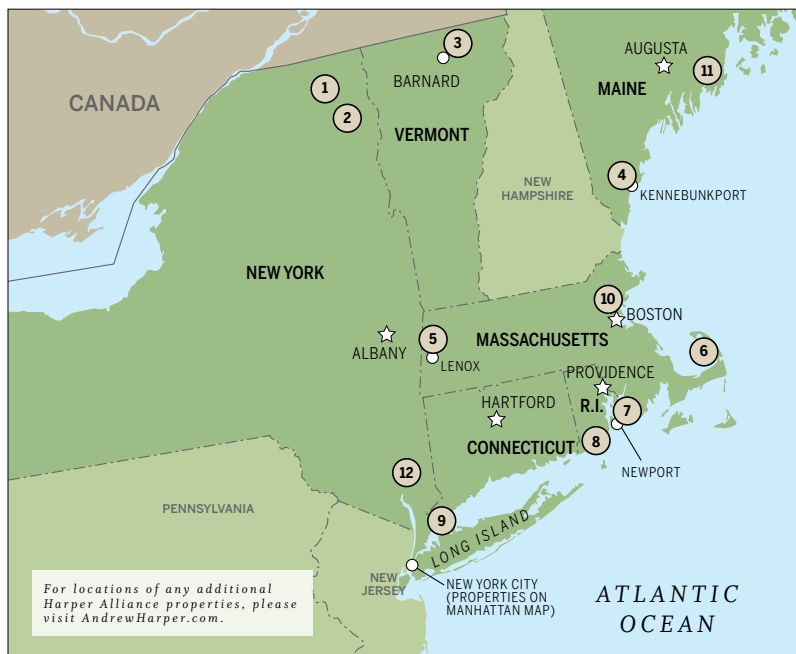 3
AUGUSTA
1
BARNARD
11
CANADA
MAINE
2
VERMONT
4
NEW
HAMPSHIRE
KENNEBUNKPORT
NEW YORK
10
BOSTON
5
MASSACHUSETTS
ALBANY
LENOX
6
PROVIDENCE
HARTFORD
R.I.
7
CONNECTICUT
8
NEWPORT
12
PENNSYLVANIA
9
LONG ISLAND
NEW
JERSEY
NEW YORK CITY
(PROPERTIES ON
MANHATTAN MAP)
For locations of any additional
Harper Alliance properties, please
visit AndrewHarper.com.
ATLANTIC
OCEAN